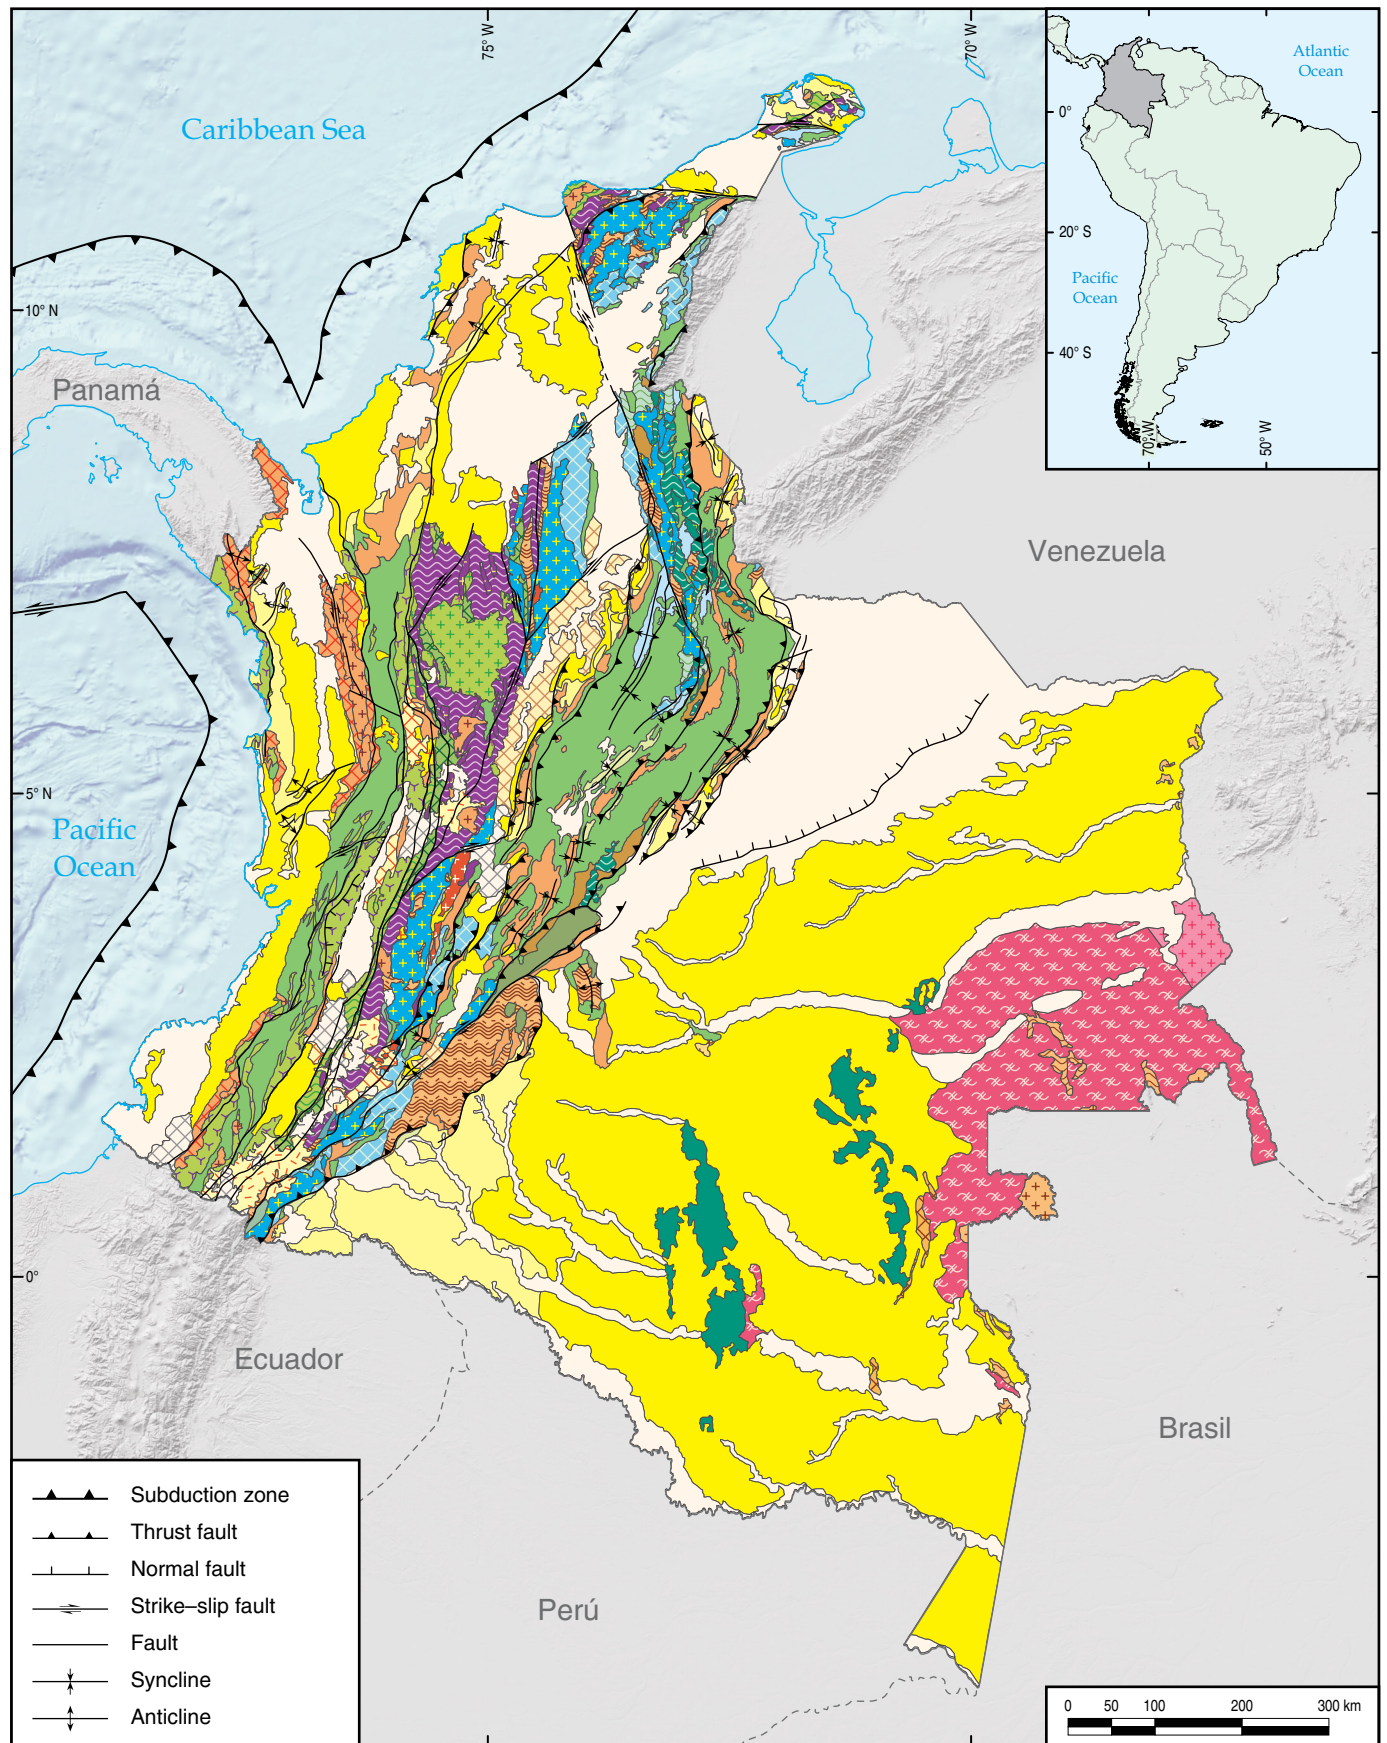 75° W
70° W
Caribbean Sea
10° N
Panamá
Venezuela
5° N
Pacific
Ocean
0°
Ecuador
Brasil
Perú
Atlantic
Ocean
0°
20° S
Pacific
Ocean
40° S
70° W
50° W
Subduction zone
Thrust fault
Normal fault
Strike–slip fault
Fault
Syncline
Anticline
0 50 100 200 300 km